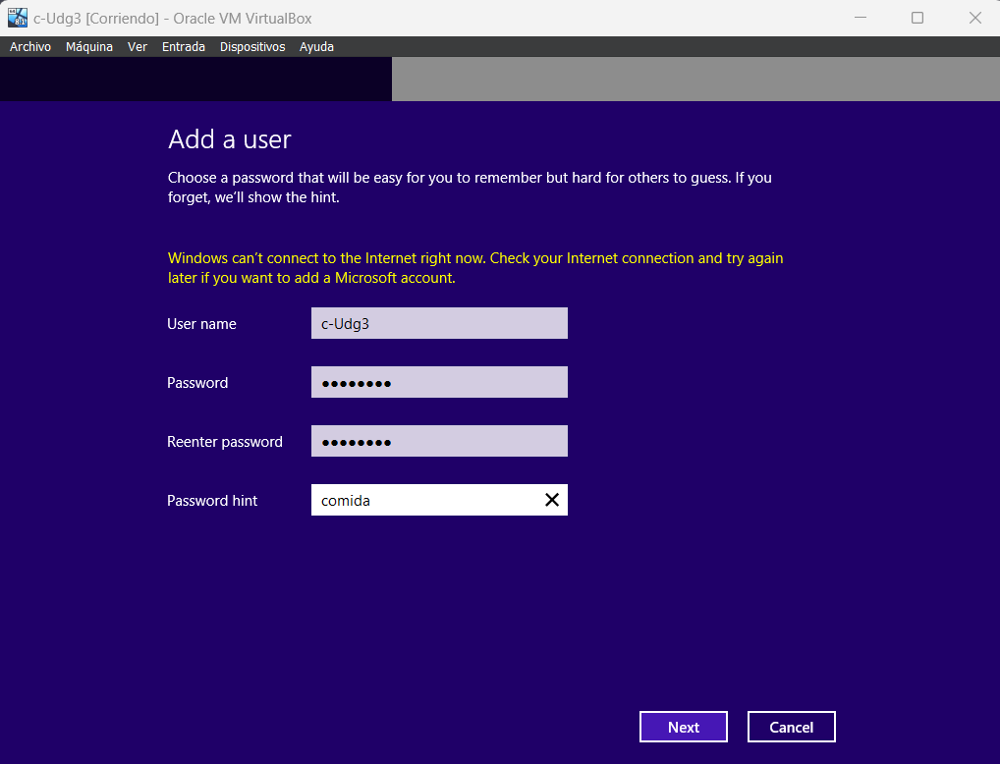 c-Udg3 [Corriendo] - Oracle VM VirtualBox
Archivo Máquina Ver Entrada Dispositivos Ayuda
Add a user
Choose a password that will be easy for you to remember but hard for others to guess. If you
forget, we'll show the hint.
Windows can't connect to the Internet right now. Check your Internet connection and try again
later if you want to add a Microsoft account.
User name c-Udg3
Password ●●●●●●●●
Reenter password ●●●●●●●●
Password hint comida
Next Cancel